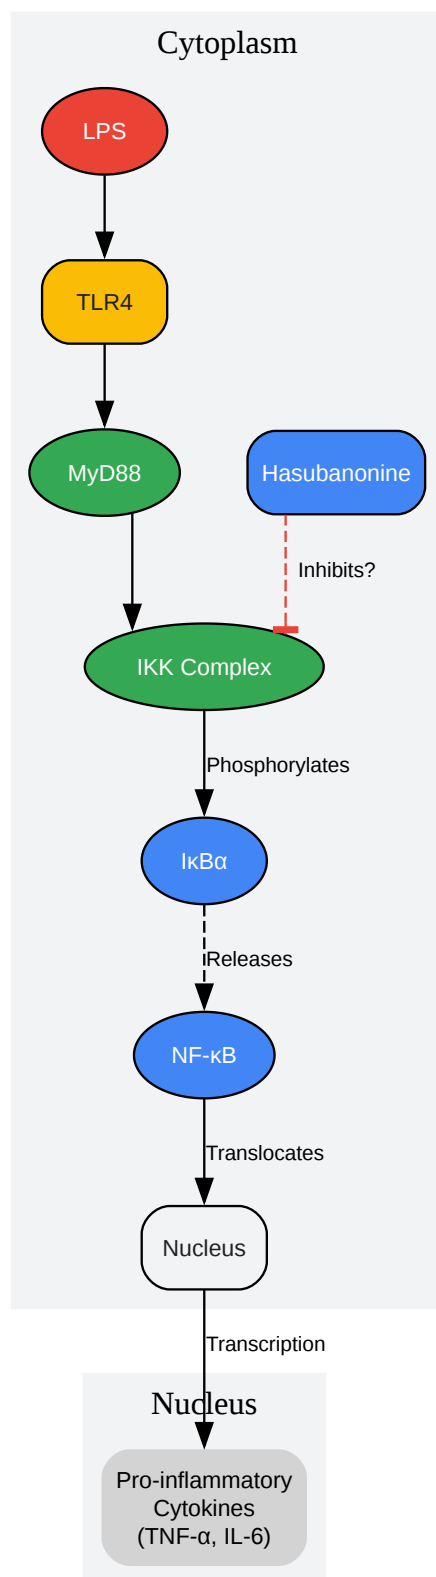 Cytoplasm
LPS
TLR4
MyD88
Hasubanonine
Inhibits?
IKK Complex
Phosphorylates
IκBα
Releases
NF-κB
Translocates
Nucleus
Transcription
Nucleus
Pro-inflammatory
Cytokines
(TNF-α, IL-6)